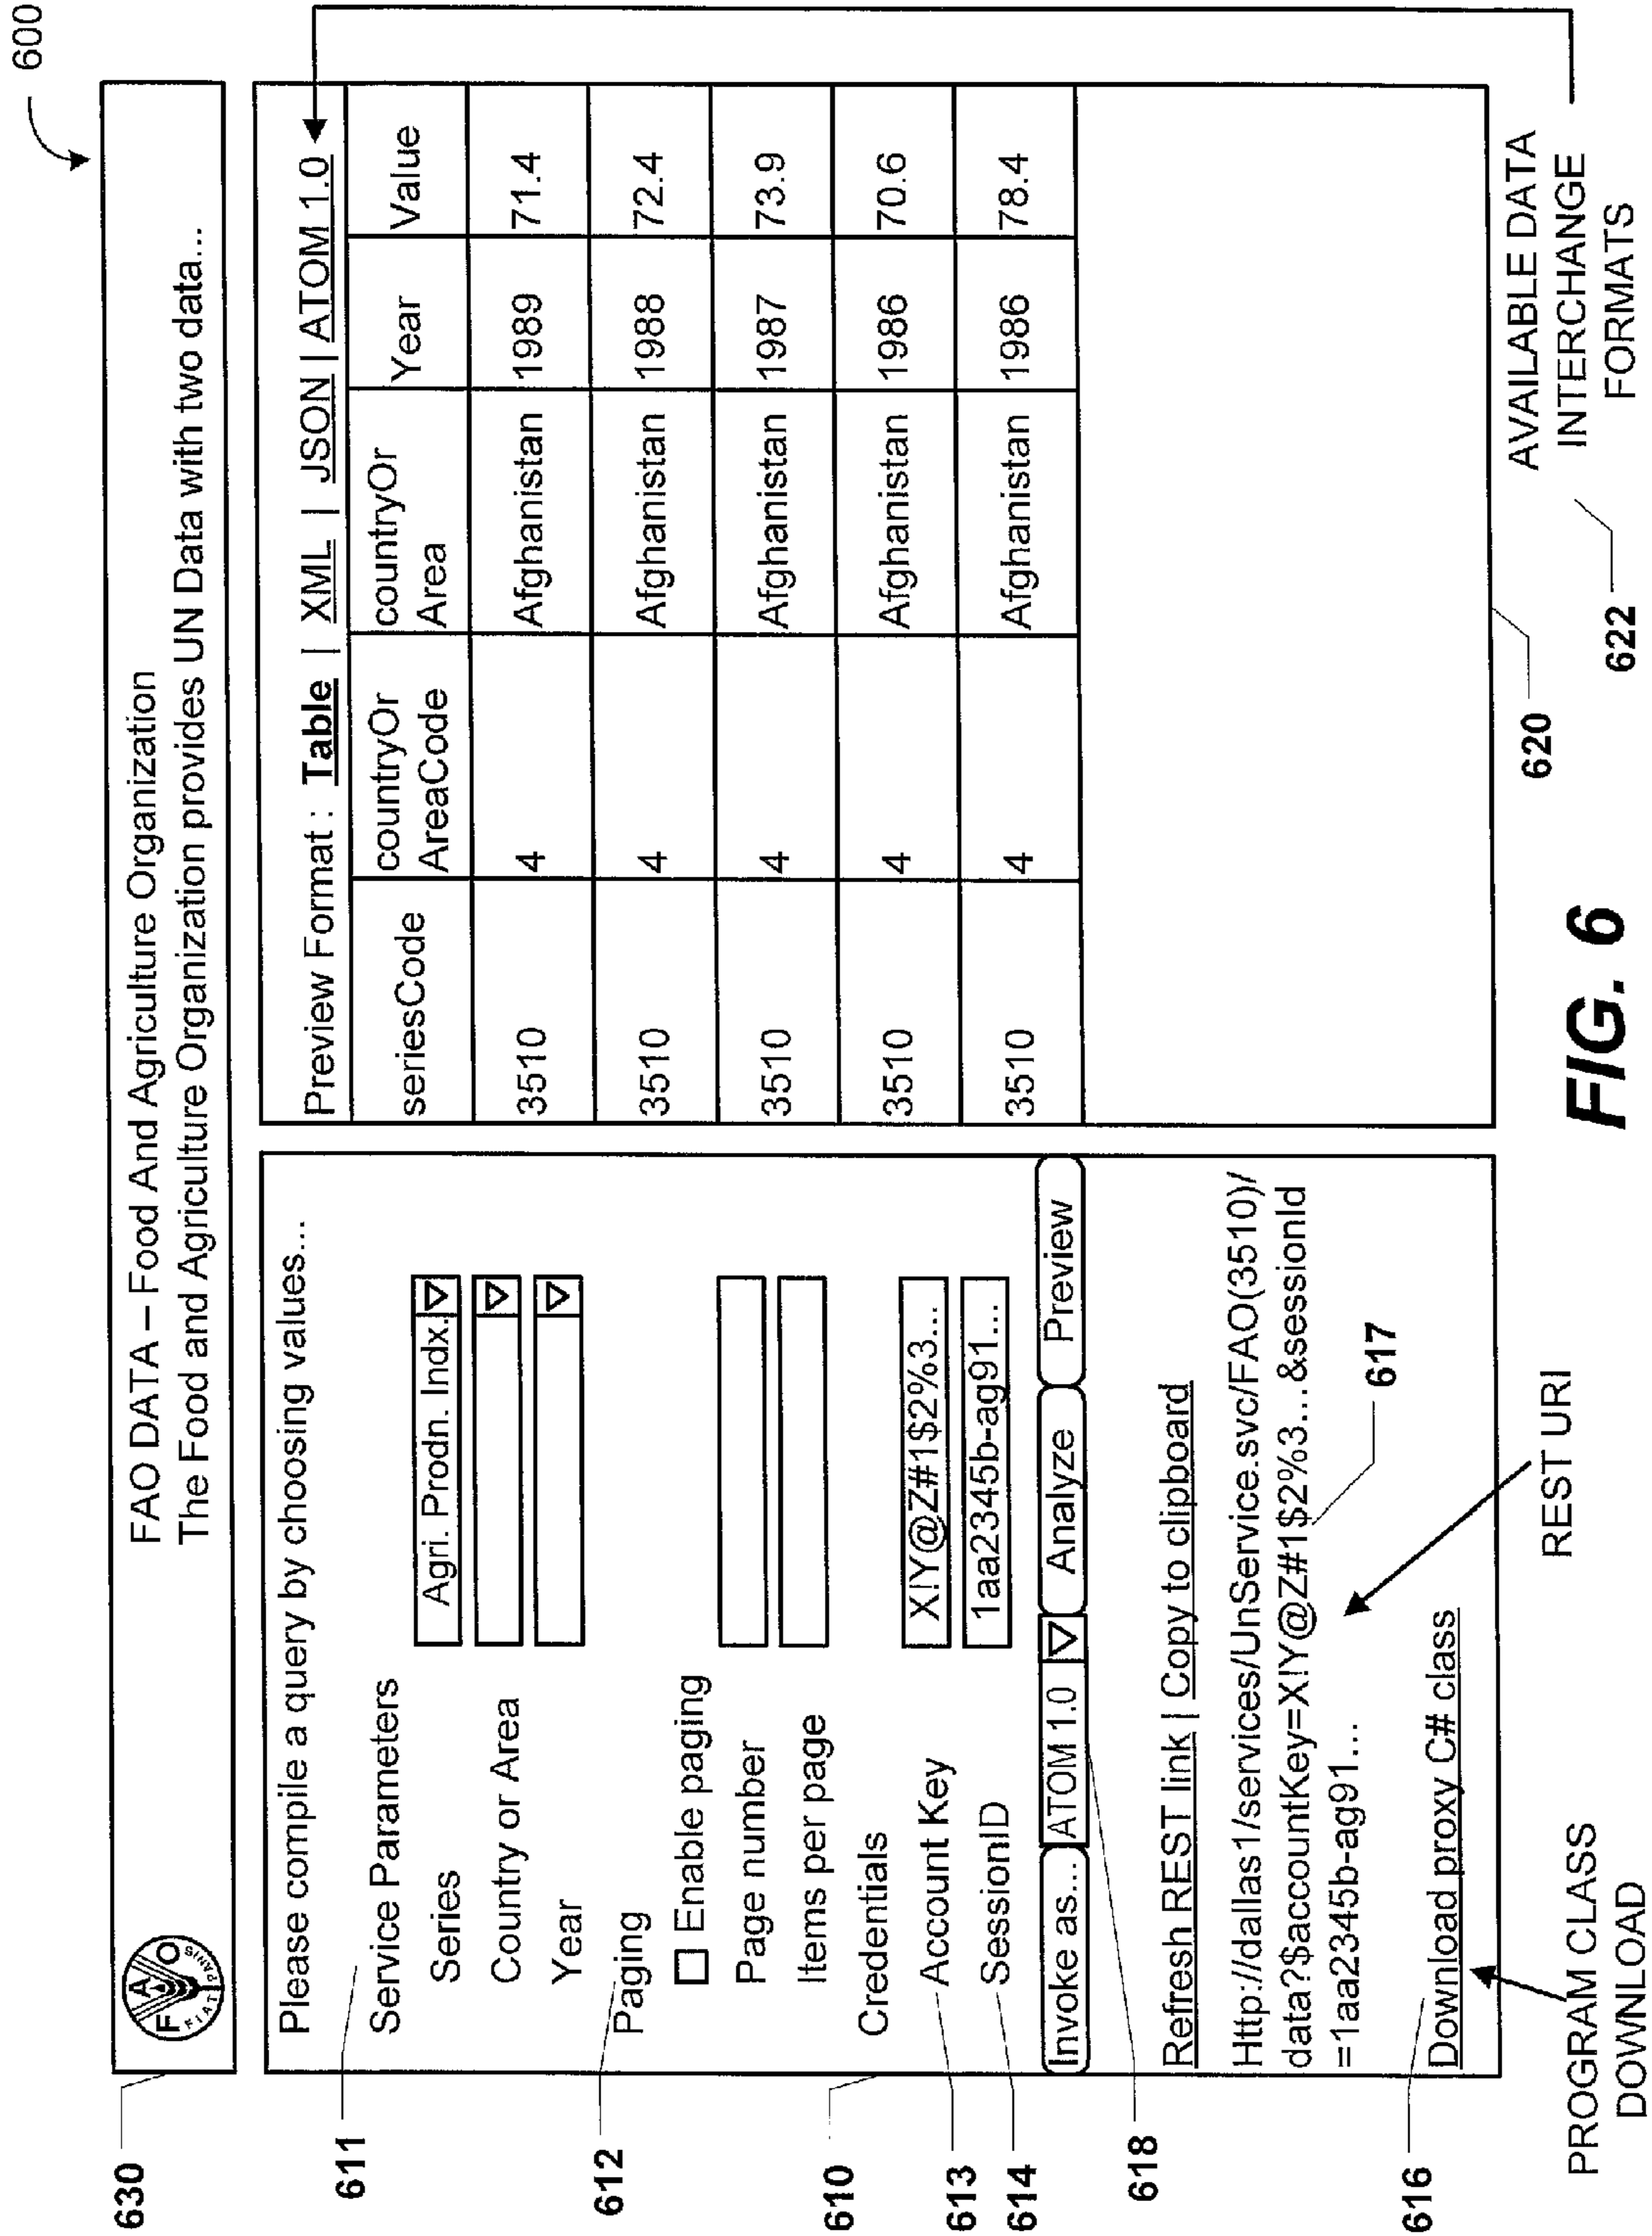 600
630
F A O
FIAT PANIS
FAO DATA – Food And Agriculture Organization
The Food and Agriculture Organization provides UN Data with two data...
Please compile a query by choosing values...
611
Service Parameters
Series Agri. Prodn. Indx.
Country or Area
Year
612
Paging
Enable paging
Page number
Items per page
610
Credentials
613
Account Key X!Y@Z#1$2%3...
614
SessionID 1aa2345b-ag91...
Invoke as... ATOM 1.0 Analyze Preview
618
Refresh REST link | Copy to clipboard
Http://dallas1/services/UnService.svc/FAO(3510)/
data?$accountKey=X!Y@Z#1$2%3...&sessionId
=1aa2345b-ag91...
617
616
Download proxy C# class
PROGRAM CLASS
DOWNLOAD
REST URI
Preview Format : Table | XML | JSON | ATOM 1.0
seriesCode countryOr AreaCode countryOr Area Year Value
3510 4 Afghanistan 1989 71.4
3510 4 Afghanistan 1988 72.4
3510 4 Afghanistan 1987 73.9
3510 4 Afghanistan 1986 70.6
3510 4 Afghanistan 1986 78.4
620
622
AVAILABLE DATA
INTERCHANGE
FORMATS
FIG. 6